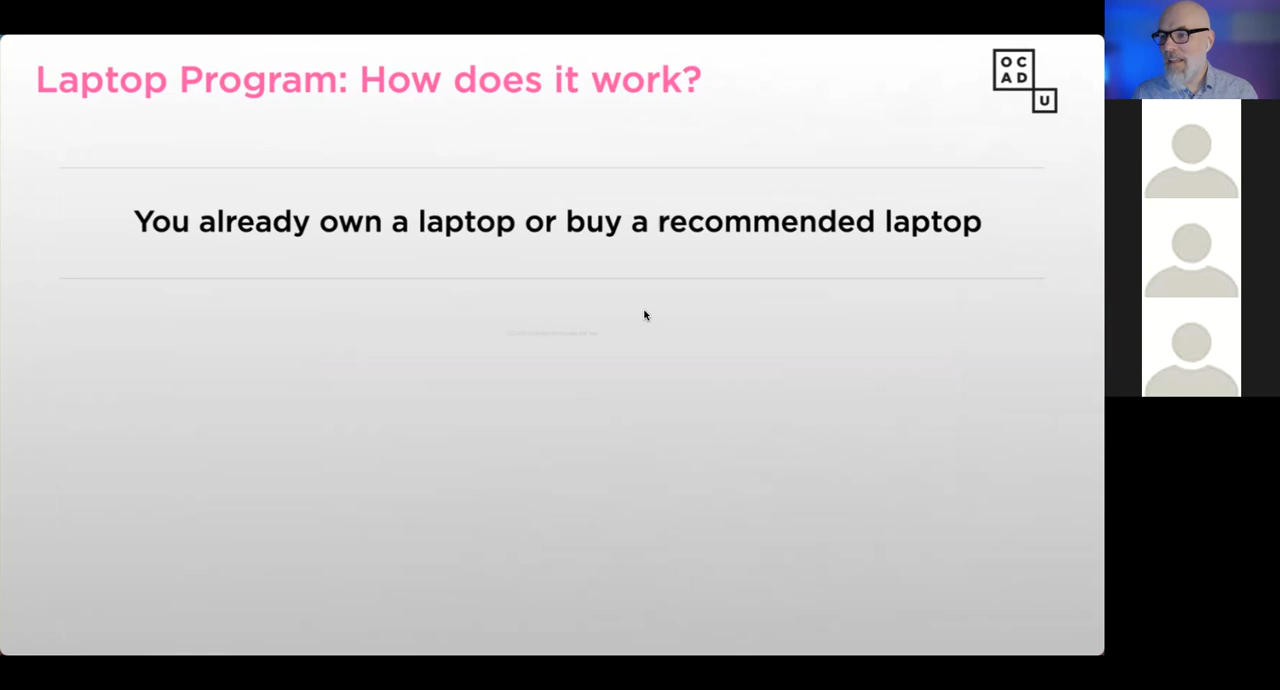 Laptop Program: How does it work?
OC
AD
U
You already own a laptop or buy a recommended laptop